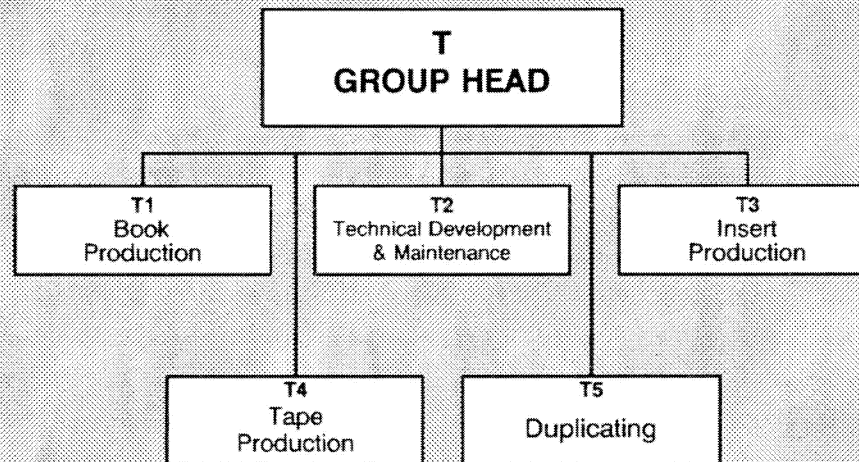 T
GROUP HEAD
T1
Book
Production
T2
Technical Development
& Maintenance
T3
Insert
Production
T4
Tape
Production
T5
Duplicating